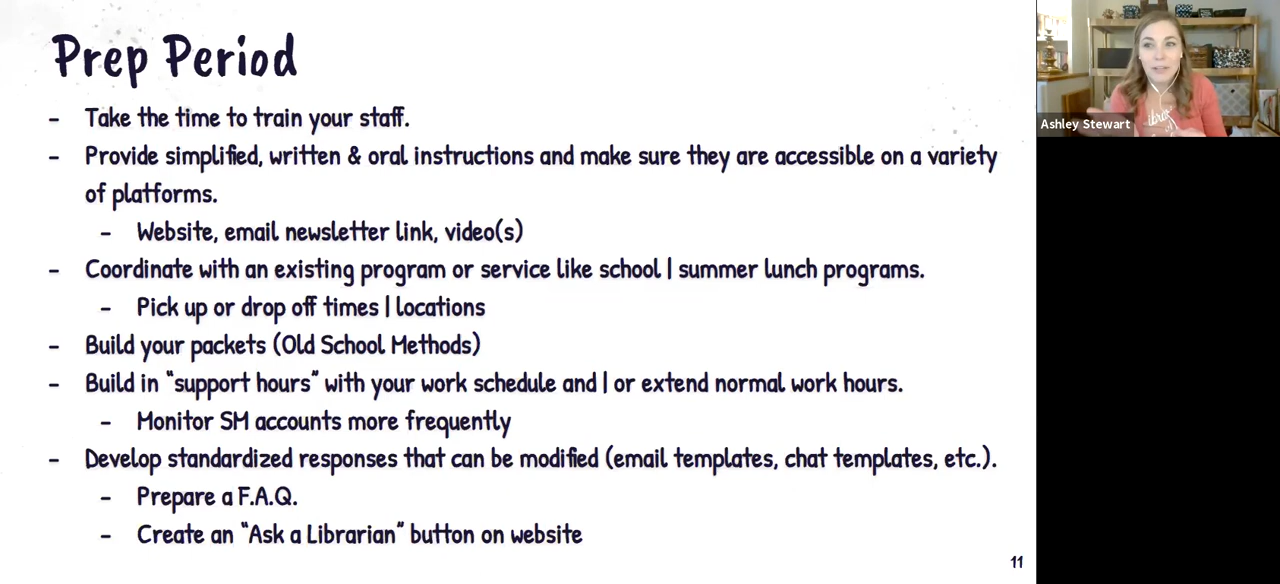 Prep Period
- Take the time to train your staff.
- Provide simplified, written & oral instructions and make sure they are accessible on a variety
of platforms.
- Website, email newsletter link, video(s)
- Coordinate with an existing program or service like school | summer lunch programs.
- Pick up or drop off times | locations
- Build your packets (Old School Methods)
- Build in “support hours” with your work schedule and | or extend normal work hours.
- Monitor SM accounts more frequently
- Develop standardized responses that can be modified (email templates, chat templates, etc.).
- Prepare a F.A.Q.
- Create an “Ask a Librarian” button on website
11
Ashley Stewart